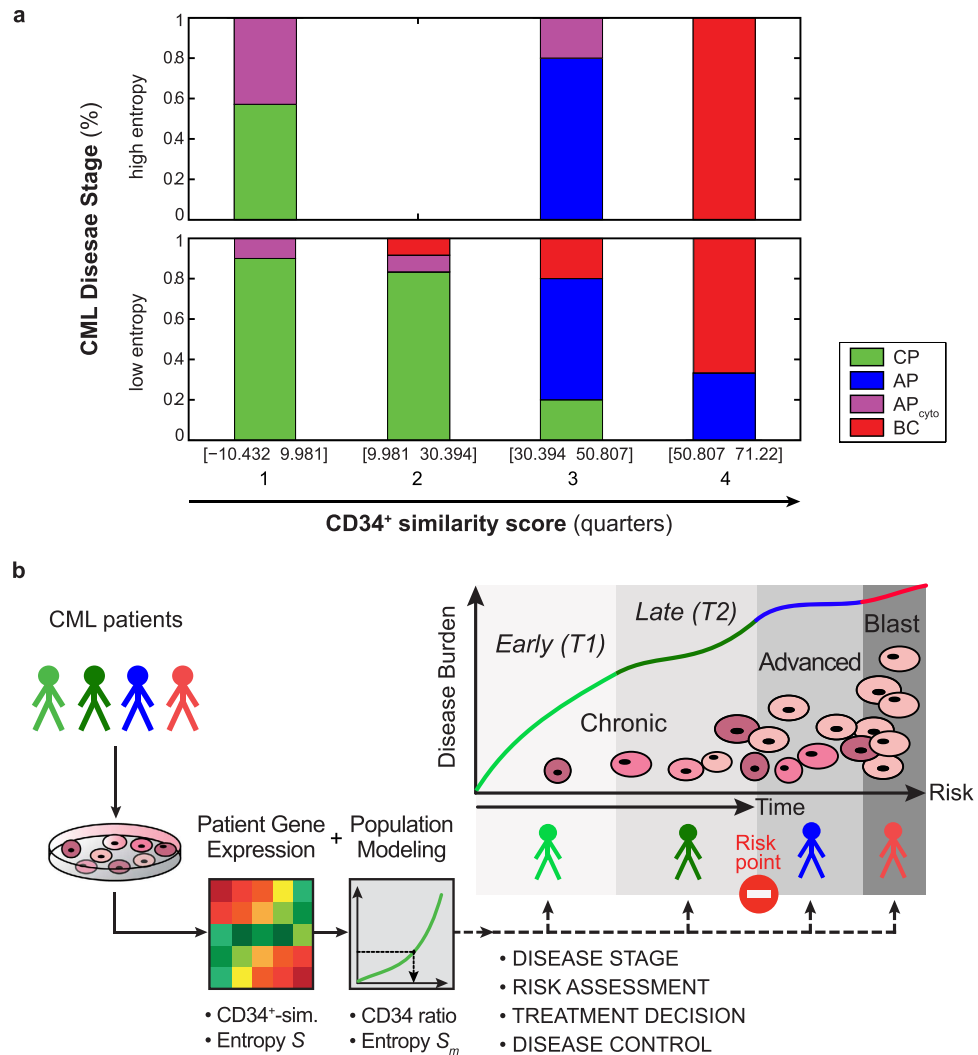 a
CML Disesae Stage (%)
high entropy
1
0.8
0.6
0.4
0.2
0
low entropy
1
0.8
0.6
0.4
0.2
0
[−10.432 9.981] [9.981 30.394] [30.394 50.807] [50.807 71.22]
1 2 3 4
CD34+ similarity score (quarters)
CP
AP
APcyto
BC
b
CML patients
Patient Gene
Expression
+
Population
Modeling
• CD34+-sim.
• Entropy S
• CD34 ratio
• Entropy Sm
Disease Burden
Early (T1)
Late (T2)
Blast
Advanced
Chronic
Risk
Time
Risk
point
• DISEASE STAGE
• RISK ASSESSMENT
• TREATMENT DECISION
• DISEASE CONTROL